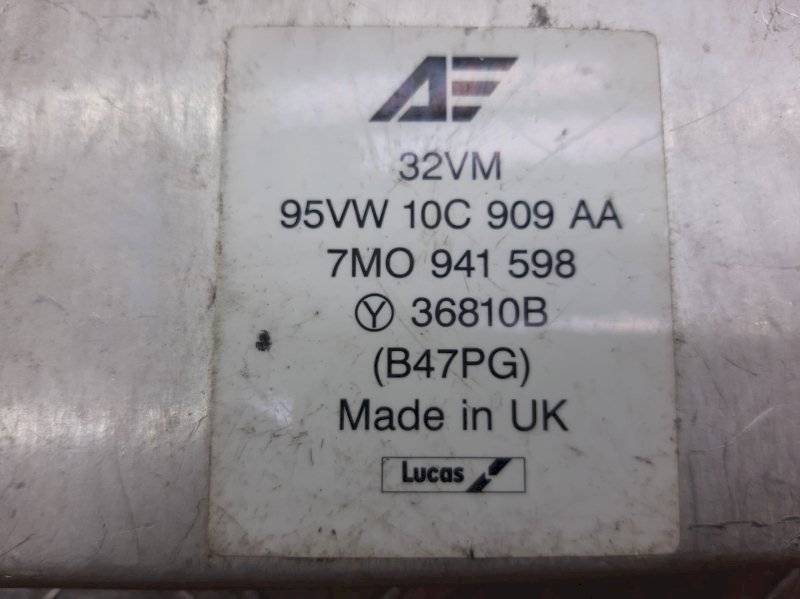 AE
32VM
95VW 10C 909 AA
7MO 941 598
Ⓨ 36810B
(B47PG)
Made in UK
Lucas